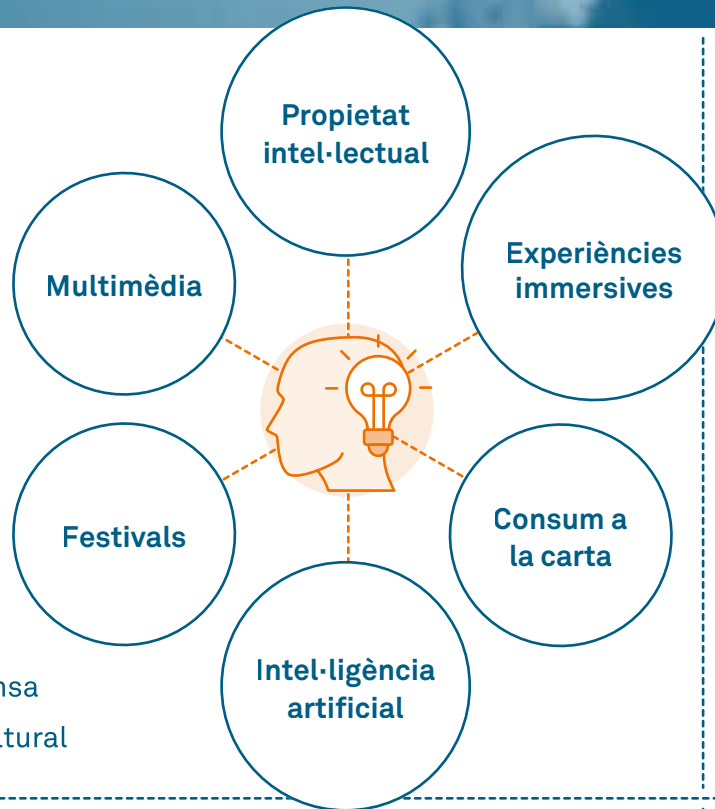 Propietat
intel·lectual
Experiències
immersives
Multimèdia
Consum a
la carta
Festivals
Intel·ligència
artificial